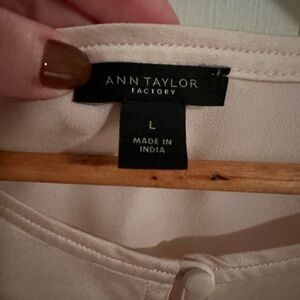 ANN TAYLOR
FACTORY
L
MADE IN
INDIA